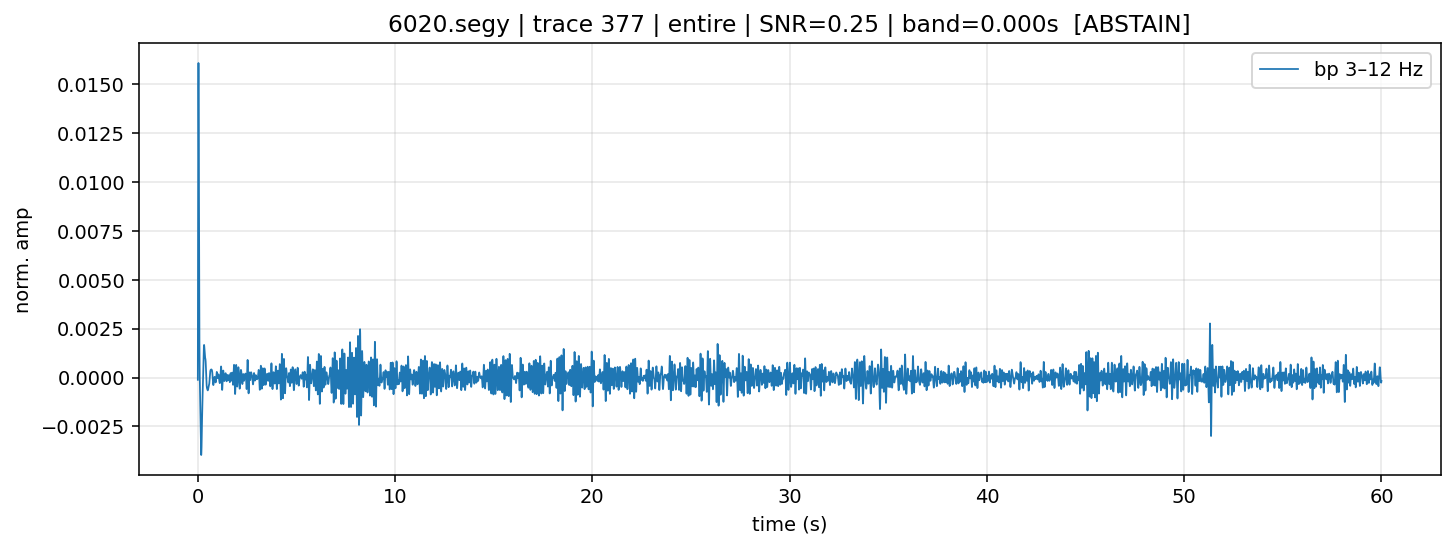 6020.segy | trace 377 | entire | SNR=0.25 | band=0.000s  [ABSTAIN]
bp 3–12 Hz
norm. amp
0.0150
0.0125
0.0100
0.0075
0.0050
0.0025
0.0000
−0.0025
0 10 20 30 40 50 60
time (s)